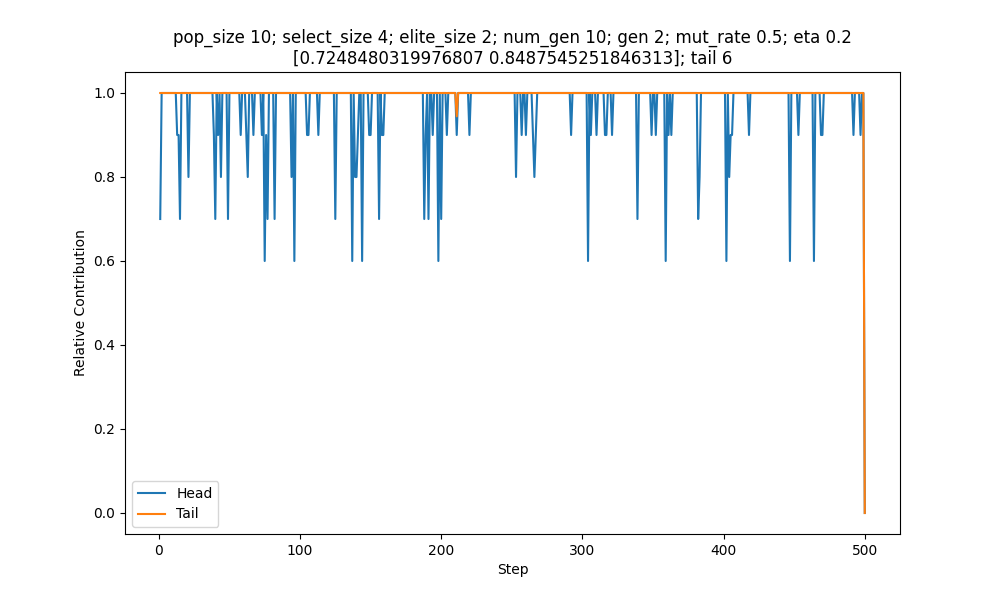 pop_size 10; select_size 4; elite_size 2; num_gen 10; gen 2; mut_rate 0.5; eta 0.2
[0.7248480319976807 0.8487545251846313]; tail 6
Relative Contribution
1.0
0.8
0.6
0.4
0.2
0.0
Head
Tail
0 100 200 300 400 500
Step